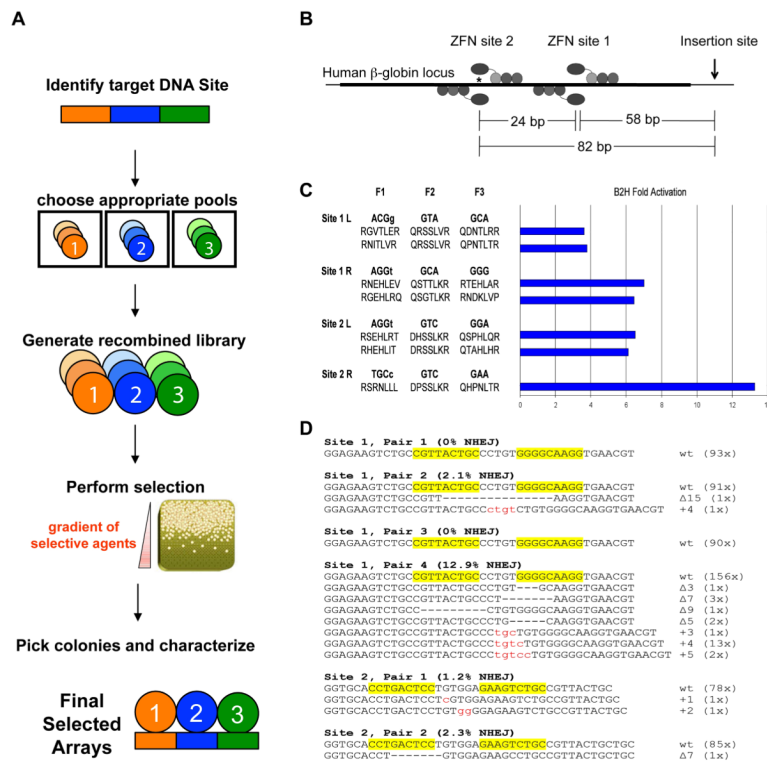 A
Identify target DNA Site
choose appropriate pools
1 2 3
Generate recombined library
1 2 3
Perform selection
gradient of
selective agents
Pick colonies and characterize
Final
Selected
Arrays
1 2 3
B
ZFN site 2 ZFN site 1 Insertion site
Human β-globin locus
*
24 bp 58 bp
82 bp
C
F1 F2 F3 B2H Fold Activation
Site 1 L ACGg GTA GCA
RGVTLER QRSSLVR QDNTLRR
RNITLVR QRSSLVR QPNTLTR
Site 1 R AGGt GCA GGG
RNEHLEV QSTTLKR RTEHLAR
RGEHLRQ QSGTLKR RNDKLVP
Site 2 L AGGt GTC GGA
RSEHLRT DHSSLKR QSPHLQR
RHEHLIT DRSSLKR QTAHLHR
Site 2 R TGCc GTC GAA
RSRNLLL DPSSLKR QHPNLTR
0 2 4 6 8 10 12
D
Site 1, Pair 1 (0% NHEJ)
GGAGAAGTCTGCCGTTACTGCCCTGTGGGGCAAGGTGAACGT wt (93x)
Site 1, Pair 2 (2.1% NHEJ)
GGAGAAGTCTGCCGTTACTGCCCTGTGGGGCAAGGTGAACGT wt (91x)
GGAGAAGTCTGCCGTT---------------AAGGTGAACGT Δ15 (1x)
GGAGAAGTCTGCCGTTACTGCCctgtCTGTGGGGCAAGGTGAACGT +4 (1x)
Site 1, Pair 3 (0% NHEJ)
GGAGAAGTCTGCCGTTACTGCCCTGTGGGGCAAGGTGAACGT wt (90x)
Site 1, Pair 4 (12.9% NHEJ)
GGAGAAGTCTGCCGTTACTGCCCTGTGGGGCAAGGTGAACGT wt (156x)
GGAGAAGTCTGCCGTTACTGCCCTGT---GCAAGGTGAACGT Δ3 (1x)
GGAGAAGTCTGCCGTTACTGCCCT-------AAGGTGAACGT Δ7 (3x)
GGAGAAGTCTGCC---------CTGTGGGGCAAGGTGAACGT Δ9 (1x)
GGAGAAGTCTGCCGTTACTGCCCTG-----CAAGGTGAACGT Δ5 (2x)
GGAGAAGTCTGCCGTTACTGCCCtgcTGTGGGGCAAGGTGAACGT +3 (1x)
GGAGAAGTCTGCCGTTACTGCCCtgtcTGTGGGGCAAGGTGAACGT +4 (13x)
GGAGAAGTCTGCCGTTACTGCCCtgtccTGTGGGGCAAGGTGAACGT +5 (2x)
Site 2, Pair 1 (1.2% NHEJ)
GGTGCACCTGACTCCTGTGGAGAAGTCTGCCGTTACTGC wt (78x)
GGTGCACCTGACTCCTcGTGGAGAAGTCTGCCGTTACTGC +1 (1x)
GGTGCACCTGACTCCTGTggGGAGAAGTCTGCCGTTACTGC +2 (1x)
Site 2, Pair 2 (2.3% NHEJ)
GGTGCACCTGACTCCTGTGGAGAAGTCTGCCGTTACTGCTGC wt (85x)
GGTGCACCT-------GTGGAGAAGCCTGCCGTTACTGC Δ7 (1x)